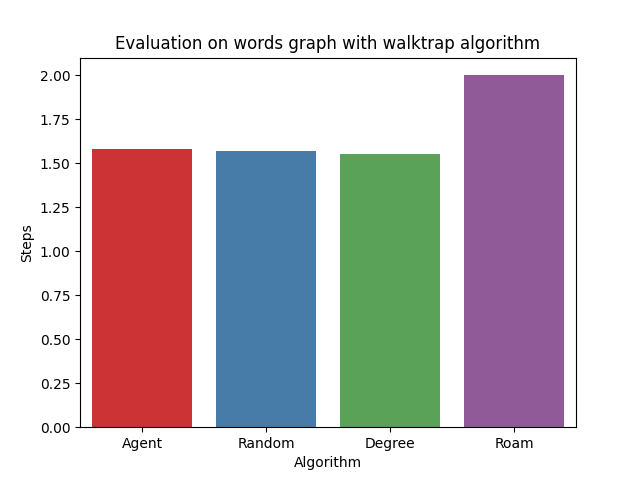 Evaluation on words graph with walktrap algorithm
2.00
1.75
1.50
1.25
1.00
0.75
0.50
0.25
0.00
Steps
Agent Random Degree Roam
Algorithm